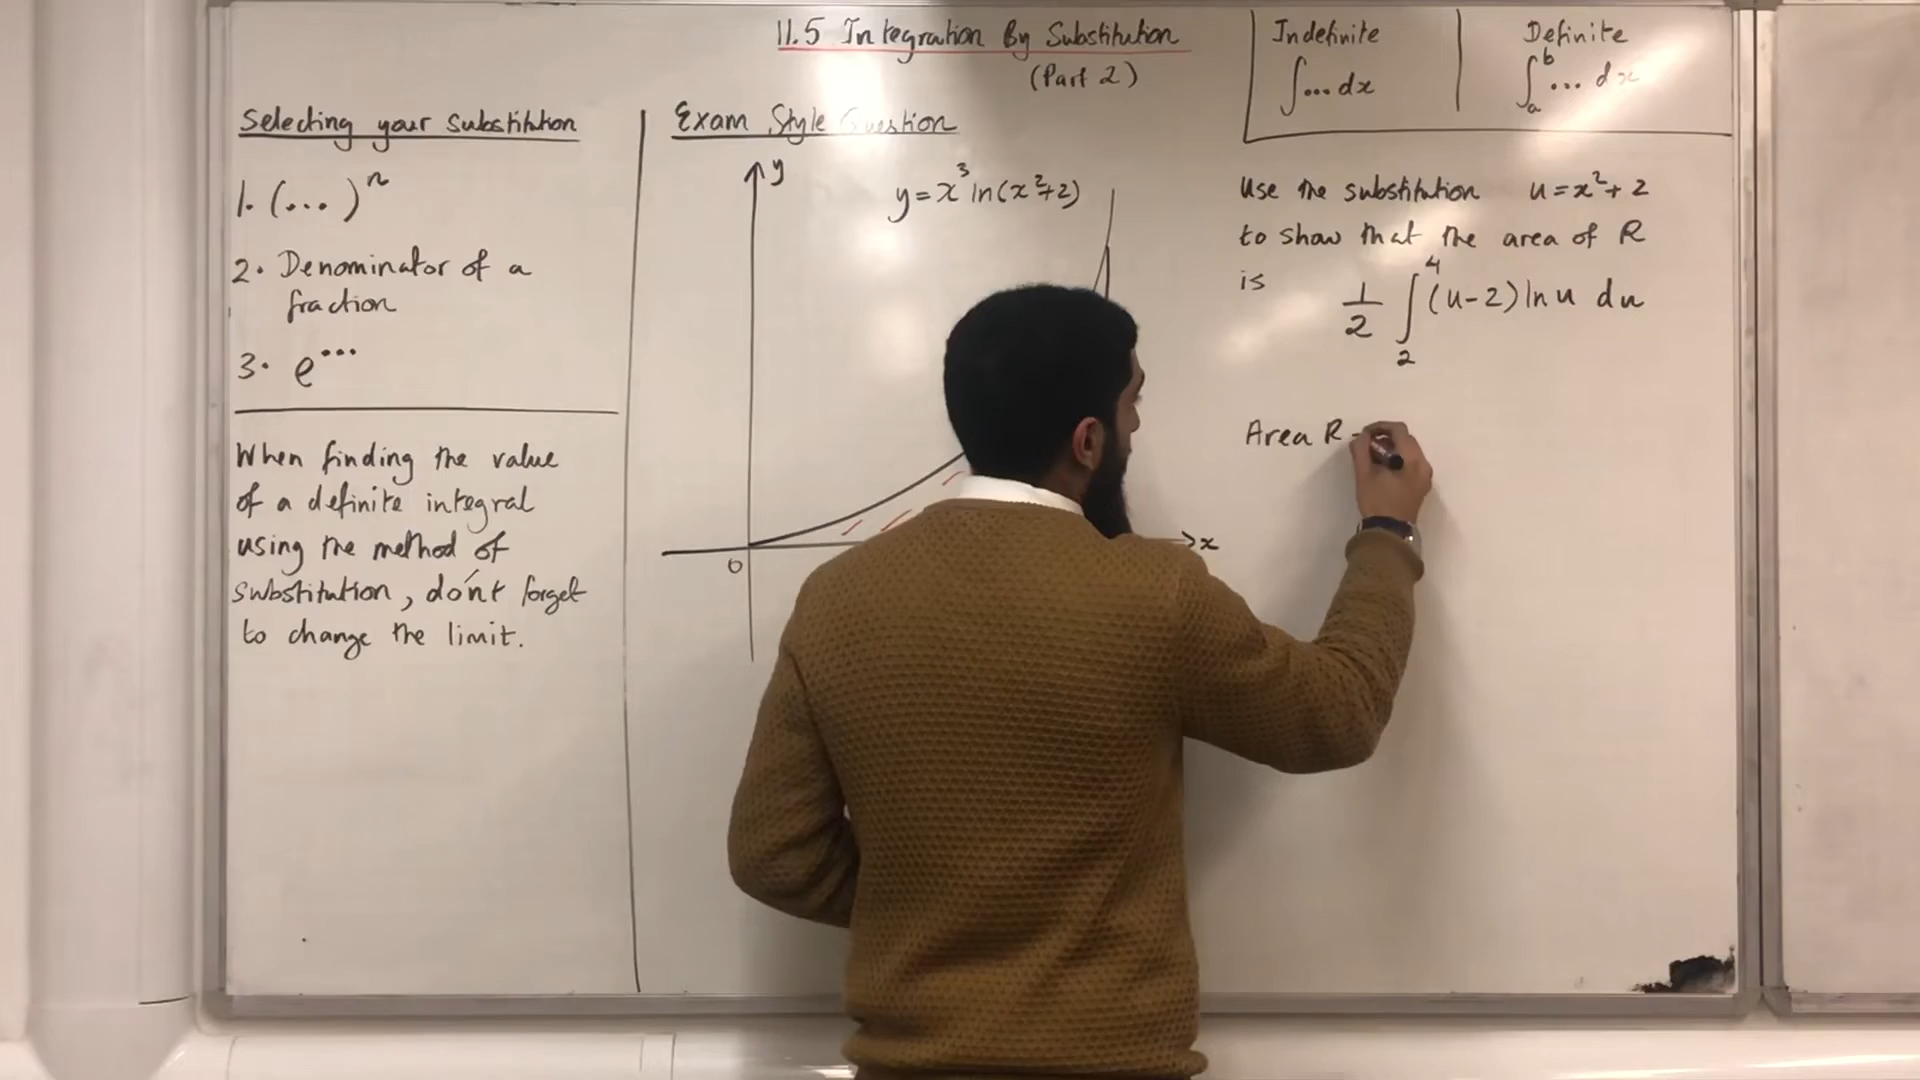 11.5 Integration By Substitution
(Part 2)
Indefinite
∫...dx
Definite
∫ₐᵇ... dx
Selecting your substitution
1. (...)ⁿ
2. Denominator of a
fraction
3. e^...
When finding the value
of a definite integral
using the method of
substitution, don't forget
to change the limit.
Exam Style Question
y
y = x³ ln(x²+2)
0
x
Use the substitution u = x² + 2
to show that the area of R
is
1/2 ∫₂⁴ (u-2) ln u du
Area R